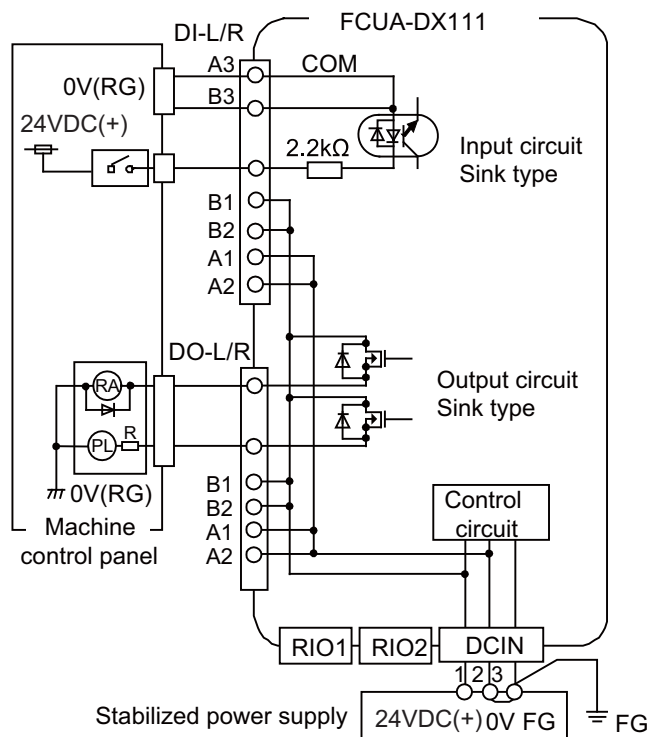 FCUA-DX111
DI-L/R
A3
COM
0V(RG)
B3
24VDC(+)
2.2kΩ
Input circuit
Sink type
B1
B2
A1
A2
DO-L/R
RA
Output circuit
Sink type
PL
R
0V(RG)
B1
B2
A1
A2
Machine
control panel
Control
circuit
RIO1
RIO2
DCIN
1
2
3
Stabilized power supply
24VDC(+)
0V
FG
FG